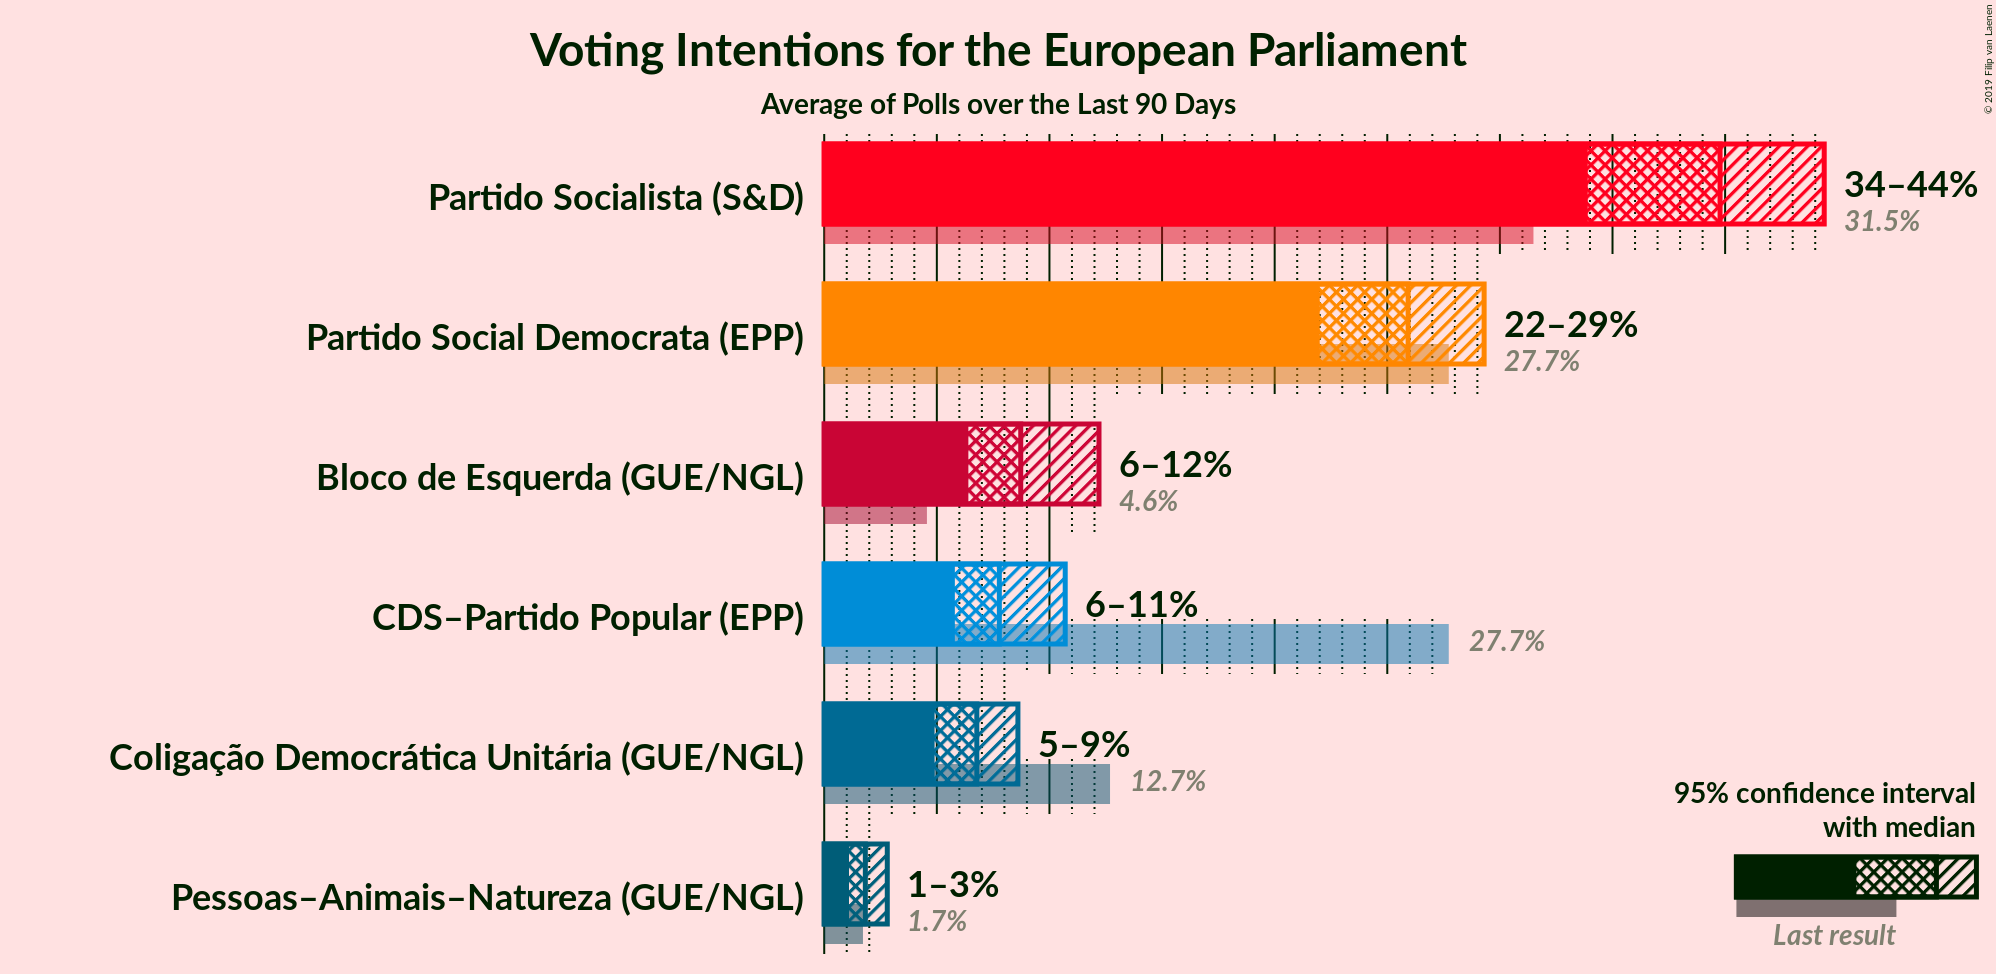 Voting Intentions for the European Parliament
Average of Polls over the Last 90 Days
© 2019 Filip van Laenen
Partido Socialista (S&D)
34–44%
31.5%
Partido Social Democrata (EPP)
22–29%
27.7%
Bloco de Esquerda (GUE/NGL)
6–12%
4.6%
CDS–Partido Popular (EPP)
6–11%
27.7%
Coligação Democrática Unitária (GUE/NGL)
5–9%
12.7%
Pessoas–Animais–Natureza (GUE/NGL)
1–3%
1.7%
95% confidence interval
with median
Last result